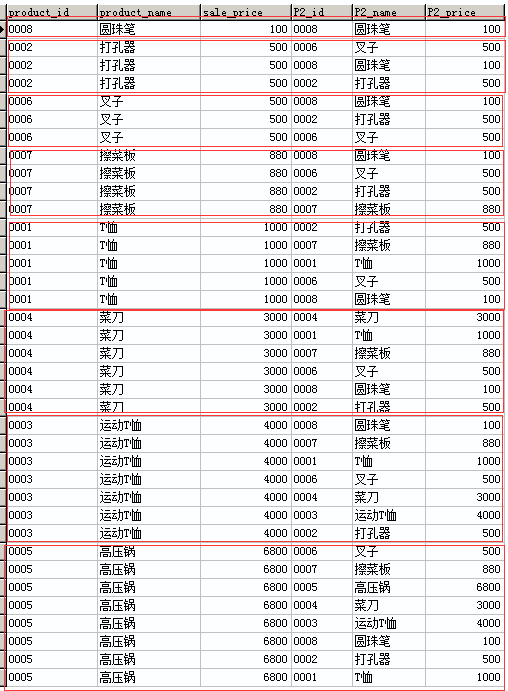 product_id product_name sale_price P2_id P2_name P2_price
0008 圆珠笔 100 0008 圆珠笔 100
0002 打孔器 500 0006 叉子 500
0002 打孔器 500 0008 圆珠笔 100
0002 打孔器 500 0002 打孔器 500
0006 叉子 500 0008 圆珠笔 100
0006 叉子 500 0002 打孔器 500
0006 叉子 500 0006 叉子 500
0007 擦菜板 880 0008 圆珠笔 100
0007 擦菜板 880 0006 叉子 500
0007 擦菜板 880 0002 打孔器 500
0007 擦菜板 880 0007 擦菜板 880
0001 T恤 1000 0002 打孔器 500
0001 T恤 1000 0007 擦菜板 880
0001 T恤 1000 0001 T恤 1000
0001 T恤 1000 0006 叉子 500
0001 T恤 1000 0008 圆珠笔 100
0004 菜刀 3000 0004 菜刀 3000
0004 菜刀 3000 0001 T恤 1000
0004 菜刀 3000 0007 擦菜板 880
0004 菜刀 3000 0006 叉子 500
0004 菜刀 3000 0008 圆珠笔 100
0004 菜刀 3000 0002 打孔器 500
0003 运动T恤 4000 0008 圆珠笔 100
0003 运动T恤 4000 0007 擦菜板 880
0003 运动T恤 4000 0001 T恤 1000
0003 运动T恤 4000 0006 叉子 500
0003 运动T恤 4000 0004 菜刀 3000
0003 运动T恤 4000 0003 运动T恤 4000
0003 运动T恤 4000 0002 打孔器 500
0005 高压锅 6800 0006 叉子 500
0005 高压锅 6800 0007 擦菜板 880
0005 高压锅 6800 0005 高压锅 6800
0005 高压锅 6800 0004 菜刀 3000
0005 高压锅 6800 0003 运动T恤 4000
0005 高压锅 6800 0008 圆珠笔 100
0005 高压锅 6800 0002 打孔器 500
0005 高压锅 6800 0001 T恤 1000